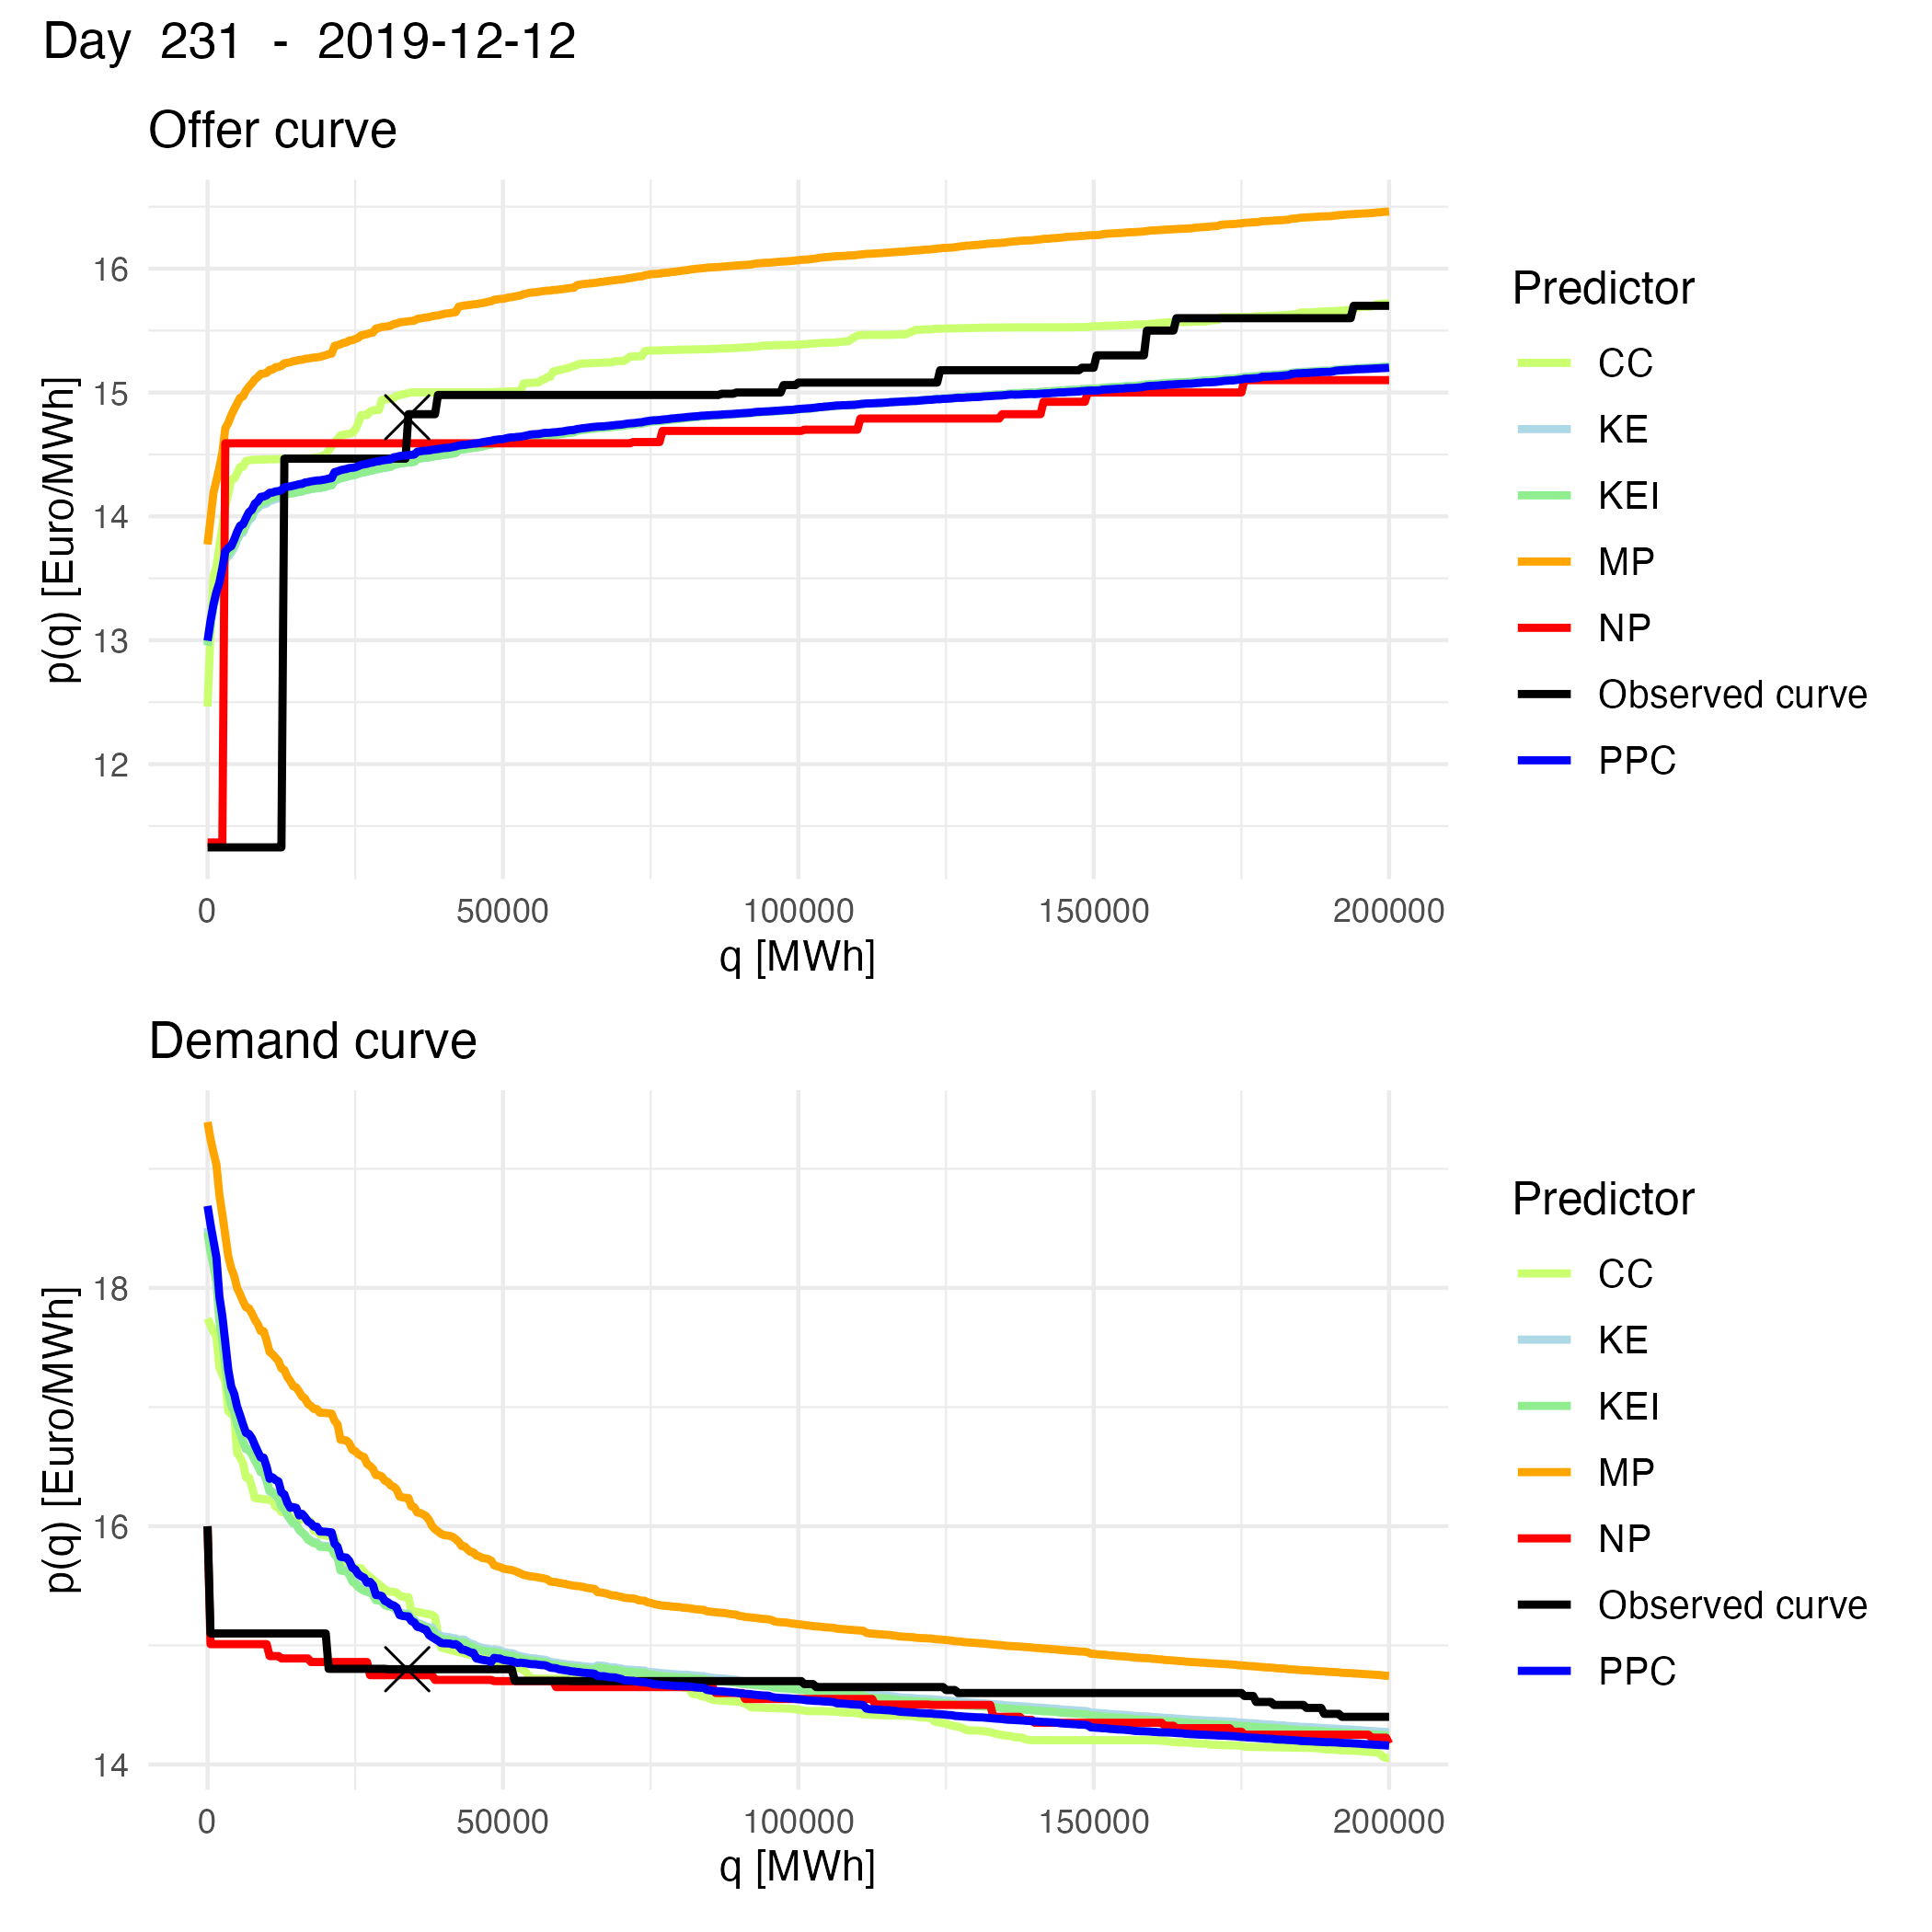 Day 231 - 2019-12-12
Offer curve
p(q) [Euro/MWh]
16
15
14
13
12
0 50000 100000 150000 200000
q [MWh]
Predictor
CC
KE
KEI
MP
NP
Observed curve
PPC
Demand curve
p(q) [Euro/MWh]
18
16
14
0 50000 100000 150000 200000
q [MWh]
Predictor
CC
KE
KEI
MP
NP
Observed curve
PPC